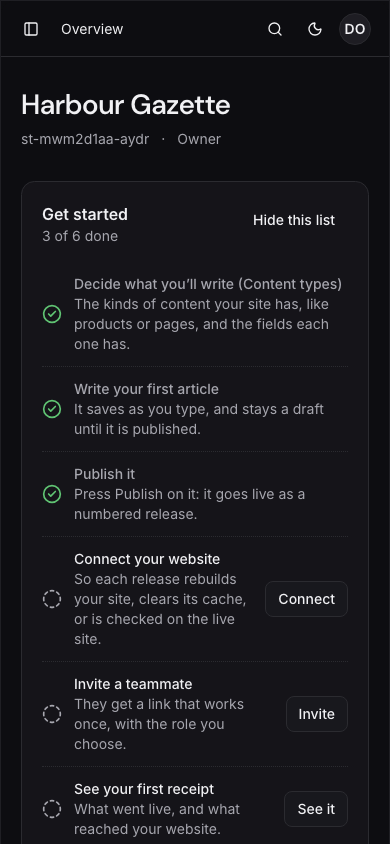 Overview
DO
Harbour Gazette
st-mwm2d1aa-aydr · Owner
Get started
Hide this list
3 of 6 done
Decide what you’ll write (Content types)
The kinds of content your site has, like
products or pages, and the fields each
one has.
Write your first article
It saves as you type, and stays a draft
until it is published.
Publish it
Press Publish on it: it goes live as a
numbered release.
Connect your website
So each release rebuilds
your site, clears its cache,
or is checked on the live
site.
Connect
Invite a teammate
They get a link that works
once, with the role you
choose.
Invite
See your first receipt
What went live, and what
reached your website.
See it